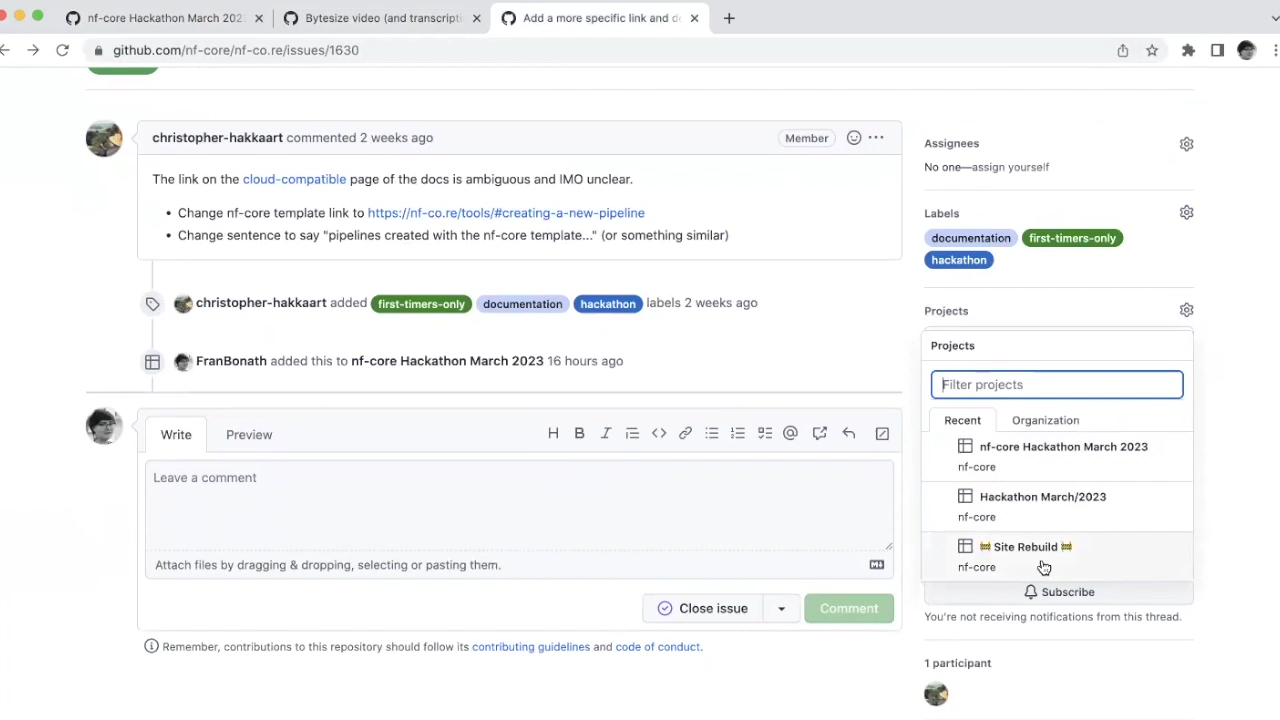 nf-core Hackathon March 202
Bytesize video (and transcripti
Add a more specific link and d
github.com/nf-core/nf-co.re/issues/1630
christopher-hakkaart commented 2 weeks ago
Member
The link on the cloud-compatible page of the docs is ambiguous and IMO unclear.
• Change nf-core template link to https://nf-co.re/tools/#creating-a-new-pipeline
• Change sentence to say "pipelines created with the nf-core template..." (or something similar)
christopher-hakkaart added first-timers-only documentation hackathon labels 2 weeks ago
FranBonath added this to nf-core Hackathon March 2023 16 hours ago
Write
Preview
Leave a comment
Attach files by dragging & dropping, selecting or pasting them.
Close issue
Comment
Remember, contributions to this repository should follow its contributing guidelines and code of conduct.
Assignees
No one—assign yourself
Labels
documentation first-timers-only
hackathon
Projects
Projects
Filter projects
Recent
Organization
nf-core Hackathon March 2023
nf-core
Hackathon March/2023
nf-core
🚧 Site Rebuild 🚧
nf-core
Subscribe
You're not receiving notifications from this thread.
1 participant